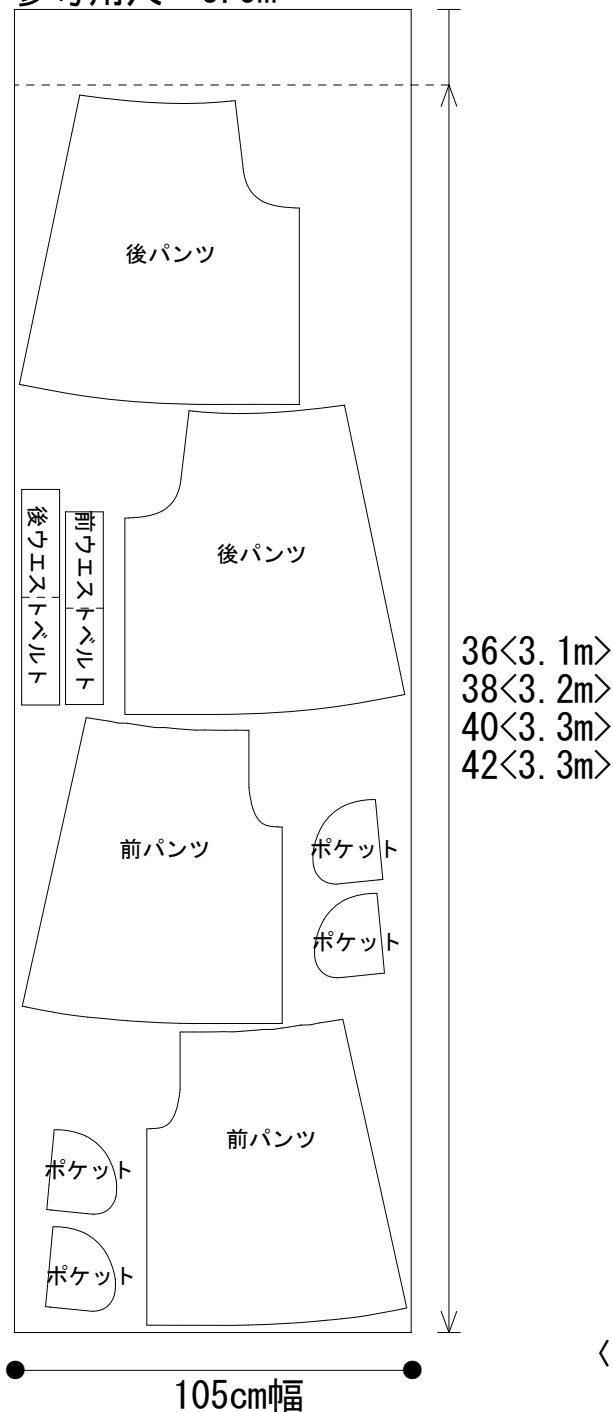 後パンツ
後パンツ
後ウエストベルト
前ウエストベルト
36<3.1m>
38<3.2m>
40<3.3m>
42<3.3m>
前パンツ
ポケット
ポケット
前パンツ
ポケット
ポケット
105cm幅